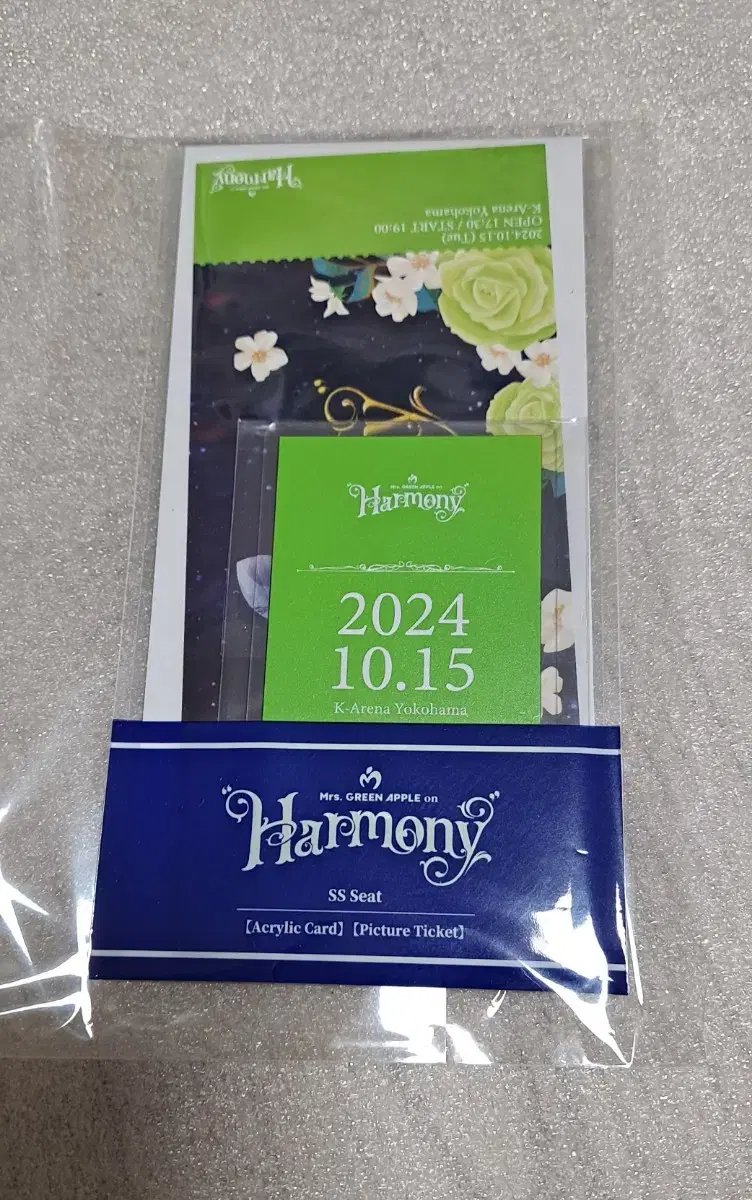 Harmony
2024.10.15 (Tue)
OPEN 17:30 / START 19:00
K-Arena Yokohama
Mrs. GREEN APPLE on
"Harmony"
2024
10.15
K-Arena Yokohama
Mrs. GREEN APPLE on
"Harmony"
SS Seat
【Acrylic Card】【Picture Ticket】